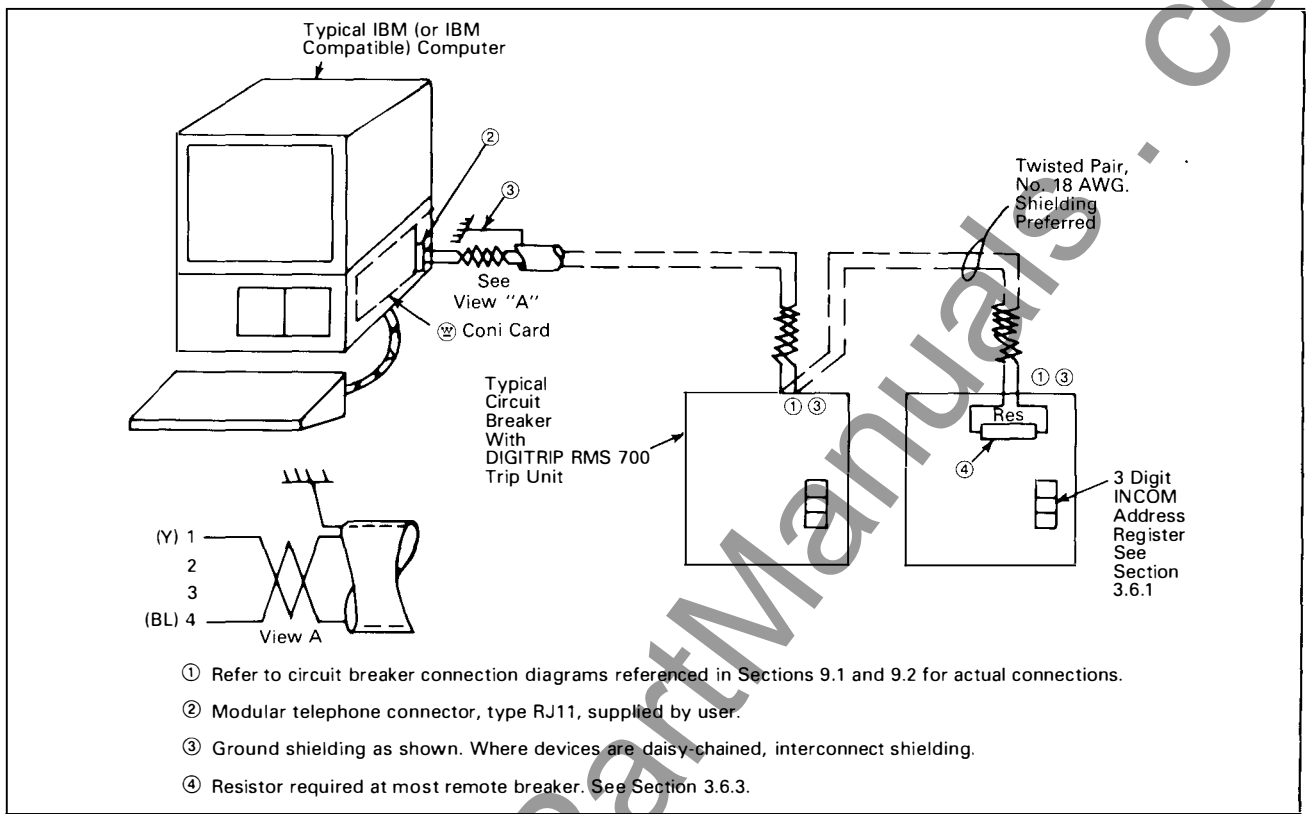 Typical IBM (or IBM
Compatible) Computer
②
③
Twisted Pair,
No. 18 AWG.
Shielding
Preferred
See
View "A"
Ⓦ Coni Card
Typical
Circuit
Breaker
With
DIGITRIP RMS 700
Trip Unit
① ③
① ③
Res
④
3 Digit
INCOM
Address
Register
See
Section
3.6.1
(Y) 1
2
3
(BL) 4
View A
① Refer to circuit breaker connection diagrams referenced in Sections 9.1 and 9.2 for actual connections.
② Modular telephone connector, type RJ11, supplied by user.
③ Ground shielding as shown. Where devices are daisy-chained, interconnect shielding.
④ Resistor required at most remote breaker. See Section 3.6.3.
PartManuals . co